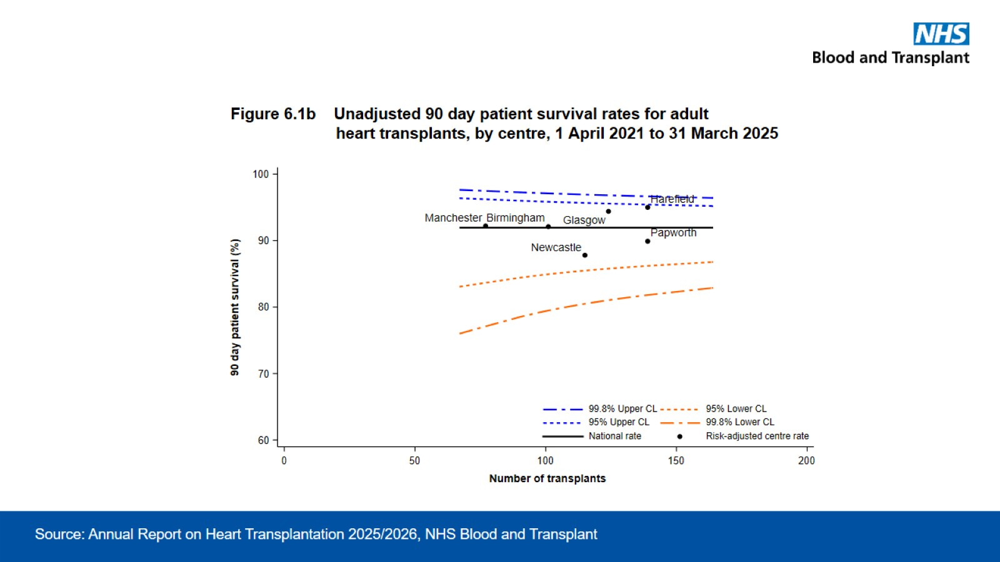 NHS
Blood and Transplant
Figure 6.1b Unadjusted 90 day patient survival rates for adult
heart transplants, by centre, 1 April 2021 to 31 March 2025
90 day patient survival (%)
100
90
80
70
60
Harefield
Manchester Birmingham Glasgow
Papworth
Newcastle
99.8% Upper CL 95% Lower CL
95% Upper CL 99.8% Lower CL
National rate Risk-adjusted centre rate
0 50 100 150 200
Number of transplants
Source: Annual Report on Heart Transplantation 2025/2026, NHS Blood and Transplant